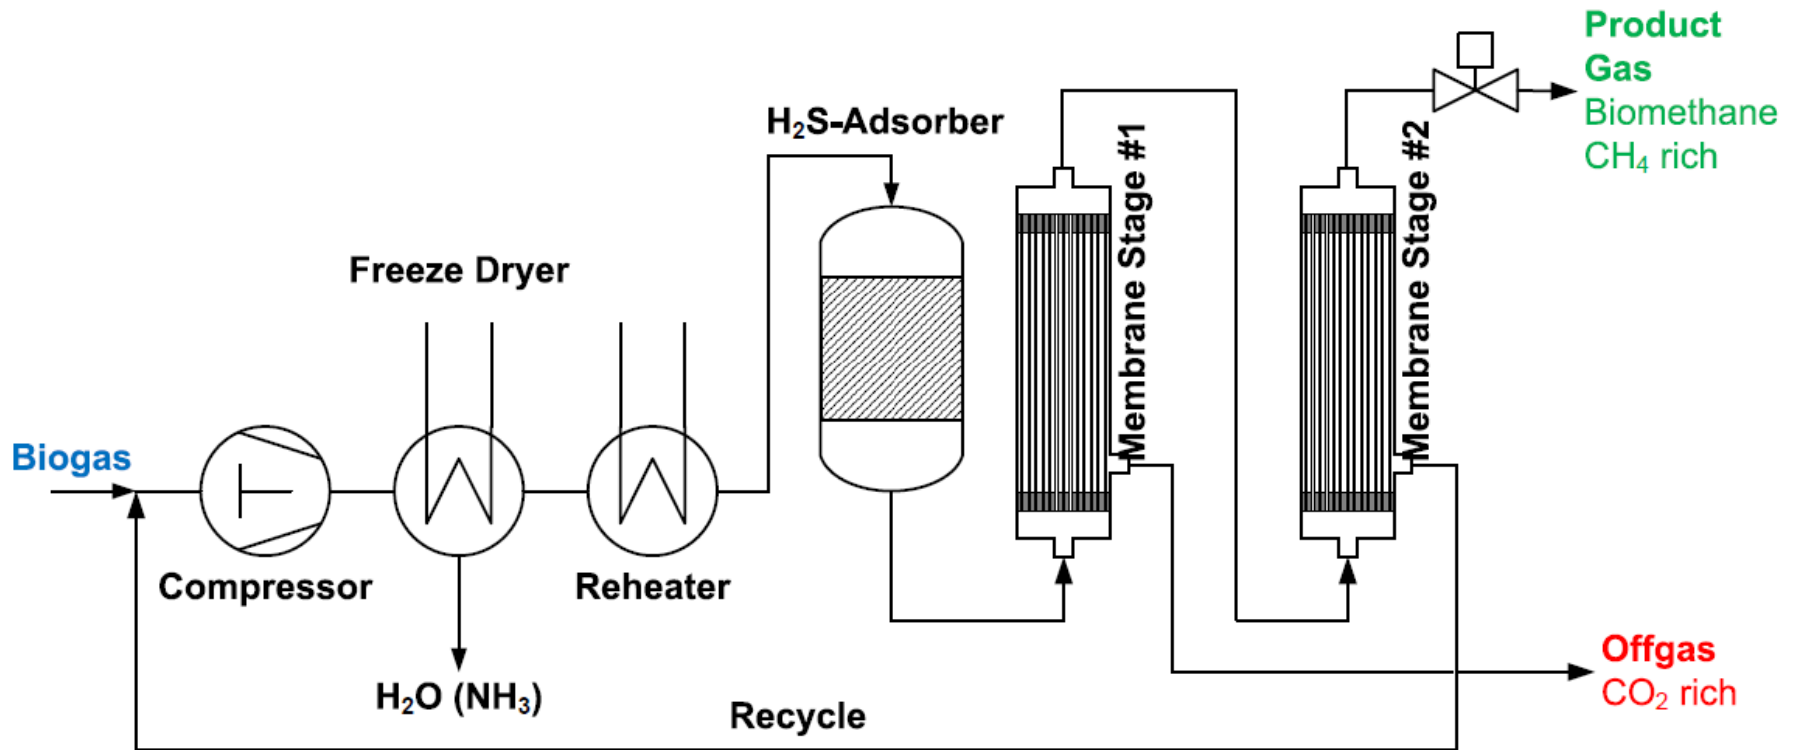 Product
Gas
Biomethane
CH₄ rich
H₂S-Adsorber
Membrane Stage #1
Membrane Stage #2
Freeze Dryer
Biogas
Compressor
Reheater
H₂O (NH₃)
Recycle
Offgas
CO₂ rich